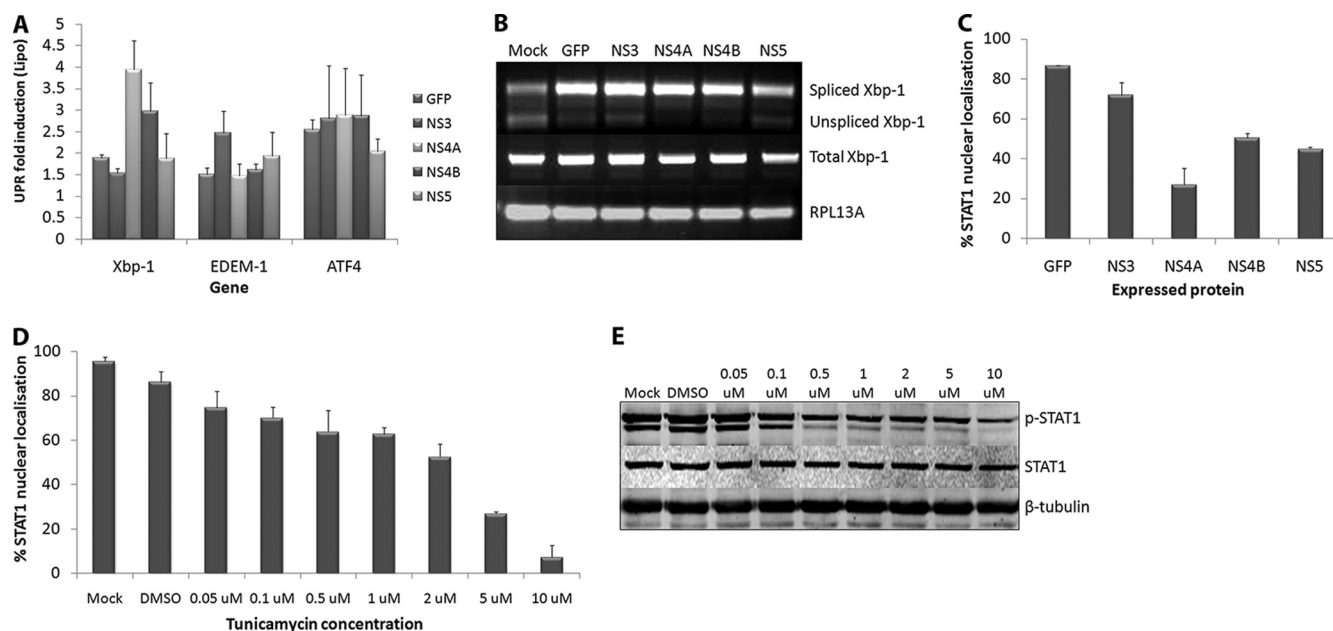 A
UPR fold induction (Lipo)
5
4.5
4
3.5
3
2.5
2
1.5
1
0.5
0
Xbp-1 EDEM-1 ATF4
Gene
GFP
NS3
NS4A
NS4B
NS5
B
Mock GFP NS3 NS4A NS4B NS5
Spliced Xbp-1
Unspliced Xbp-1
Total Xbp-1
RPL13A
C
% STAT1 nuclear localisation
100
80
60
40
20
0
GFP NS3 NS4A NS4B NS5
Expressed protein
D
% STAT1 nuclear localisation
100
80
60
40
20
0
Mock DMSO 0.05 uM 0.1 uM 0.5 uM 1 uM 2 uM 5 uM 10 uM
Tunicamycin concentration
E
0.05 0.1 0.5 1 2 5 10
Mock DMSO uM uM uM uM uM uM uM
p-STAT1
STAT1
β-tubulin